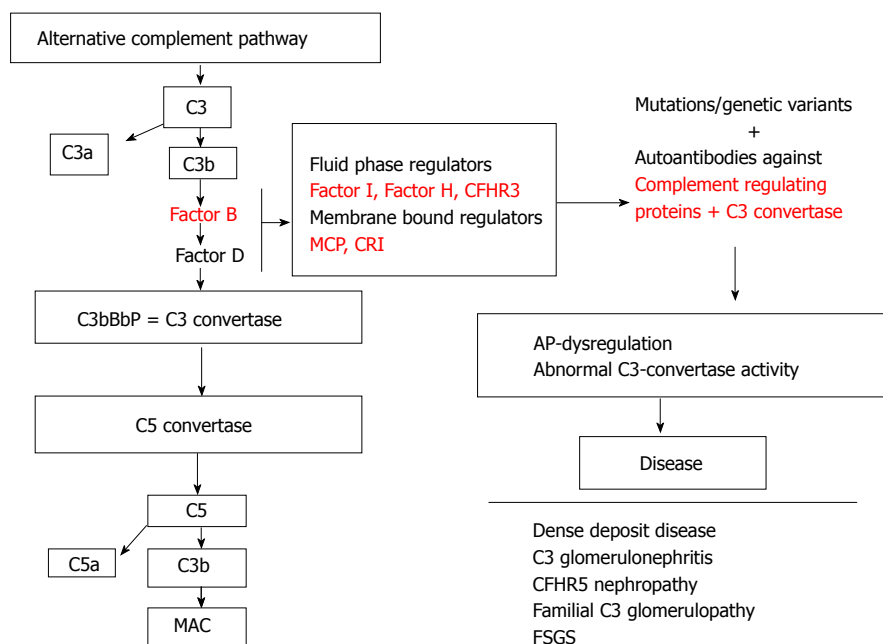 Alternative complement pathway
C3
C3a
C3b
Factor B
Factor D
C3bBbP = C3 convertase
C5 convertase
C5
C5a
C3b
MAC
Fluid phase regulators
Factor I, Factor H, CFHR3
Membrane bound regulators
MCP, CRI
Mutations/genetic variants
+
Autoantibodies against
Complement regulating
proteins + C3 convertase
AP-dysregulation
Abnormal C3-convertase activity
Disease
Dense deposit disease
C3 glomerulonephritis
CFHR5 nephropathy
Familial C3 glomerulopathy
FSGS